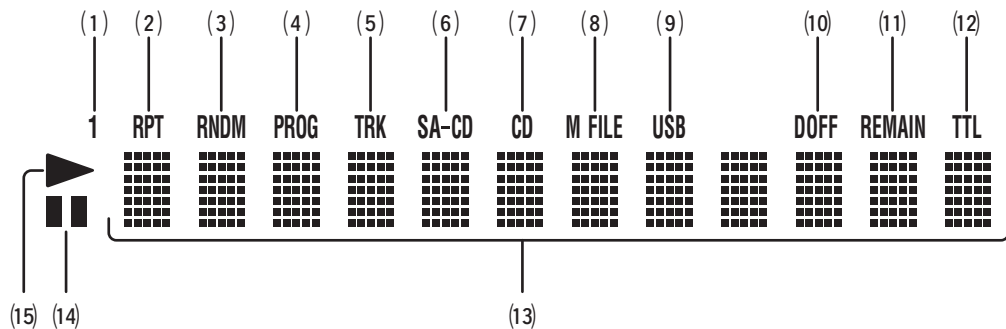 (1) (2) (3) (4) (5) (6) (7) (8) (9) (10) (11) (12)
1 RPT RNDM PROG TRK SA-CD CD M FILE USB DOFF REMAIN TTL
(15) (14) (13)